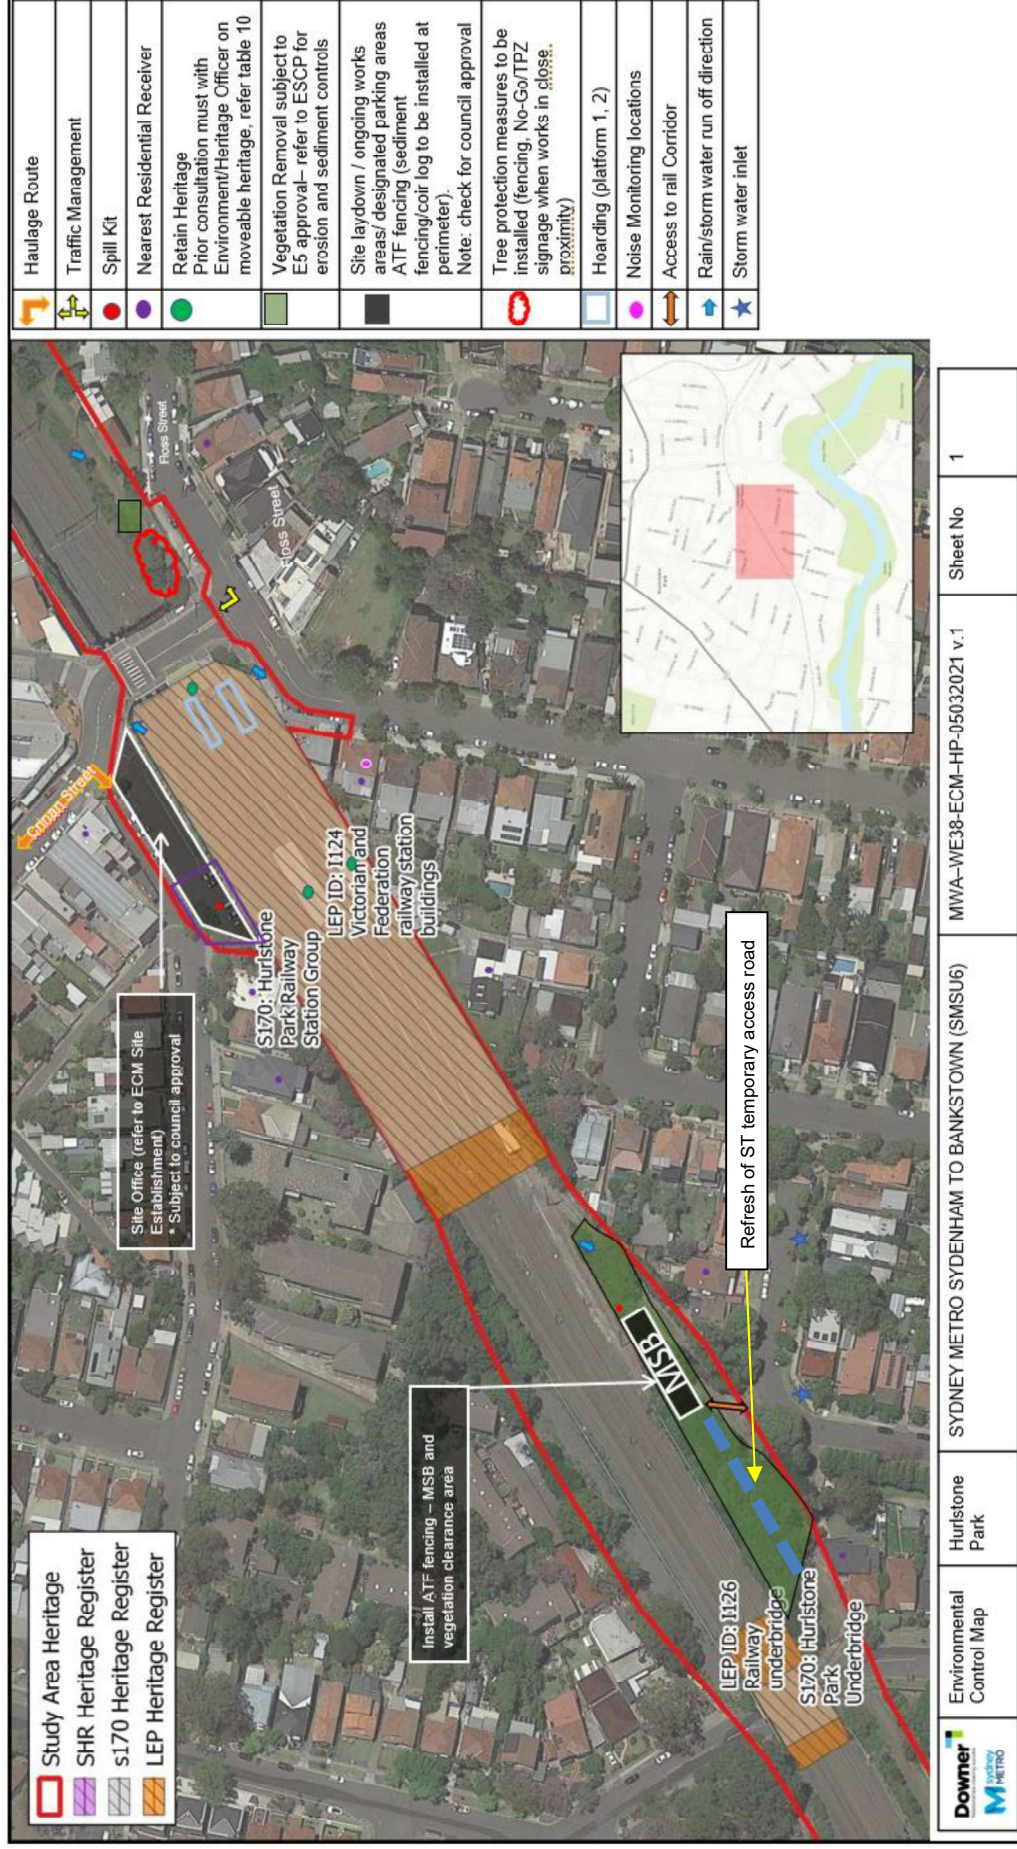 Study Area Heritage
SHR Heritage Register
s170 Heritage Register
LEP Heritage Register
Site Office (refer to ECM Site
Establishment)
* Subject to council approval
Install ATF fencing – MSB and
vegetation clearance area
Crinan Street
Floss Street
Floss Street
S170: Hurlstone
Park Railway
Station Group
LEP ID: I124
Victorian and
Federation
railway station
buildings
MSB
Refresh of ST temporary access road
LEP ID: I126
Railway
underbridge
S170: Hurlstone
Park
Underbridge
Haulage Route
Traffic Management
Spill Kit
Nearest Residential Receiver
Retain Heritage
Prior consultation must with
Environment/Heritage Officer on
moveable heritage, refer table 10
Vegetation Removal subject to
E5 approval– refer to ESCP for
erosion and sediment controls
Site laydown / ongoing works
areas/ designated parking areas
ATF fencing (sediment
fencing/coir log to be installed at
perimeter).
Note: check for council approval
Tree protection measures to be
installed (fencing, No-Go/TPZ
signage when works in close
proximity)
Hoarding (platform 1, 2)
Noise Monitoring locations
Access to rail Corridor
Rain/storm water run off direction
Storm water inlet
Downer
sydney
METRO
Environmental
Control Map
Hurlstone
Park
SYDNEY METRO SYDENHAM TO BANKSTOWN (SMSU6)
MWA–WE38-ECM–HP-05032021 v.1
Sheet No
1